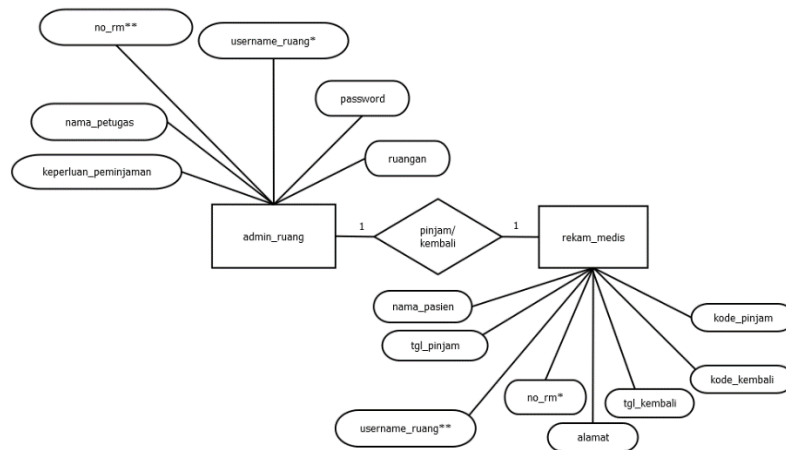 no_rm**
username_ruang*
password
nama_petugas
ruangan
keperluan_peminjaman
admin_ruang
1
pinjam/
kembali
1
rekam_medis
nama_pasien
kode_pinjam
tgl_pinjam
kode_kembali
no_rm*
tgl_kembali
username_ruang**
alamat